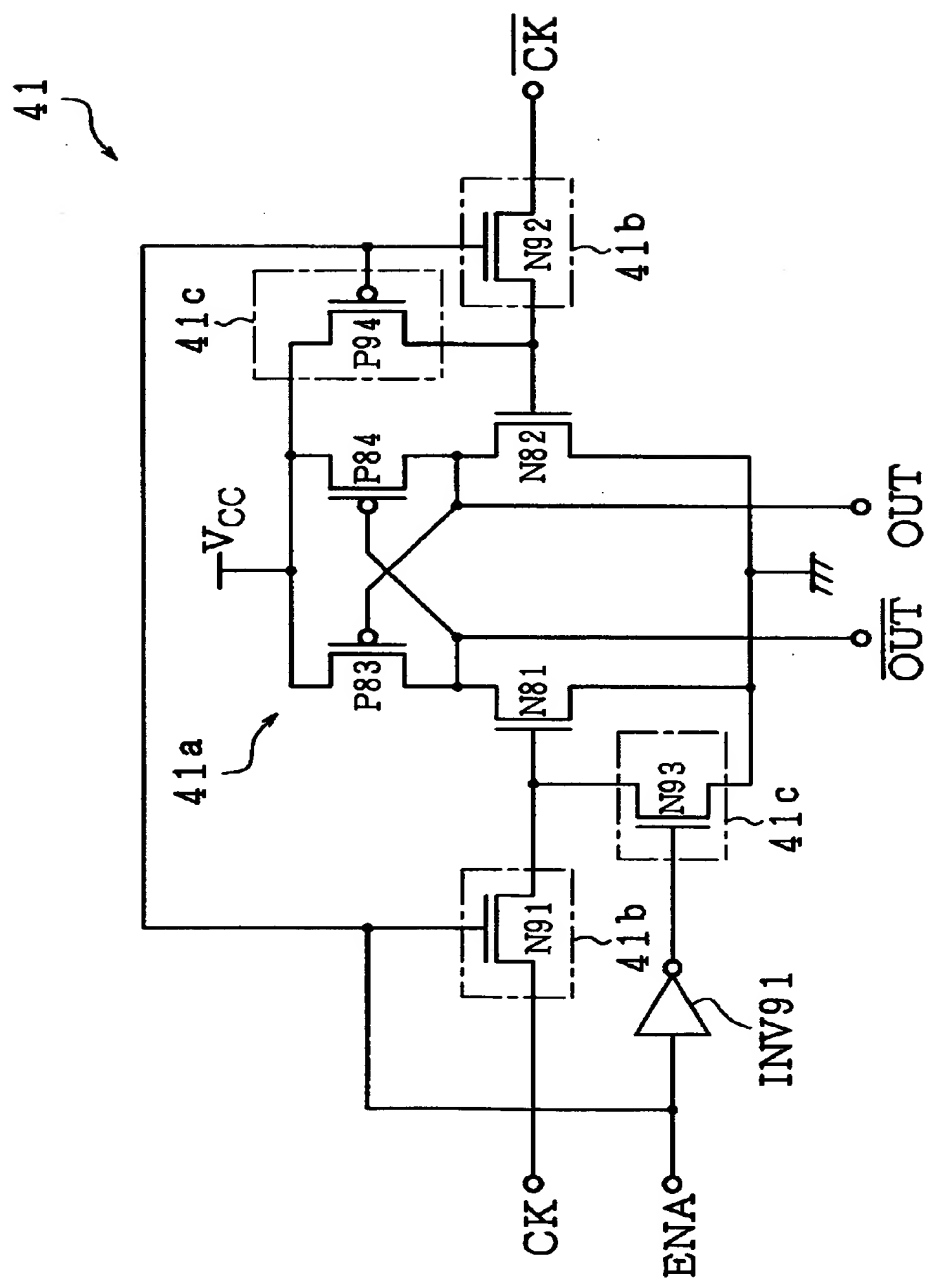 41
CK̅
41b
N92
41c
P94
P84
N82
VCC
OUT
O̅U̅T̅
P83
N81
41a
N93
41c
N91
41b
INV91
CK
ENA